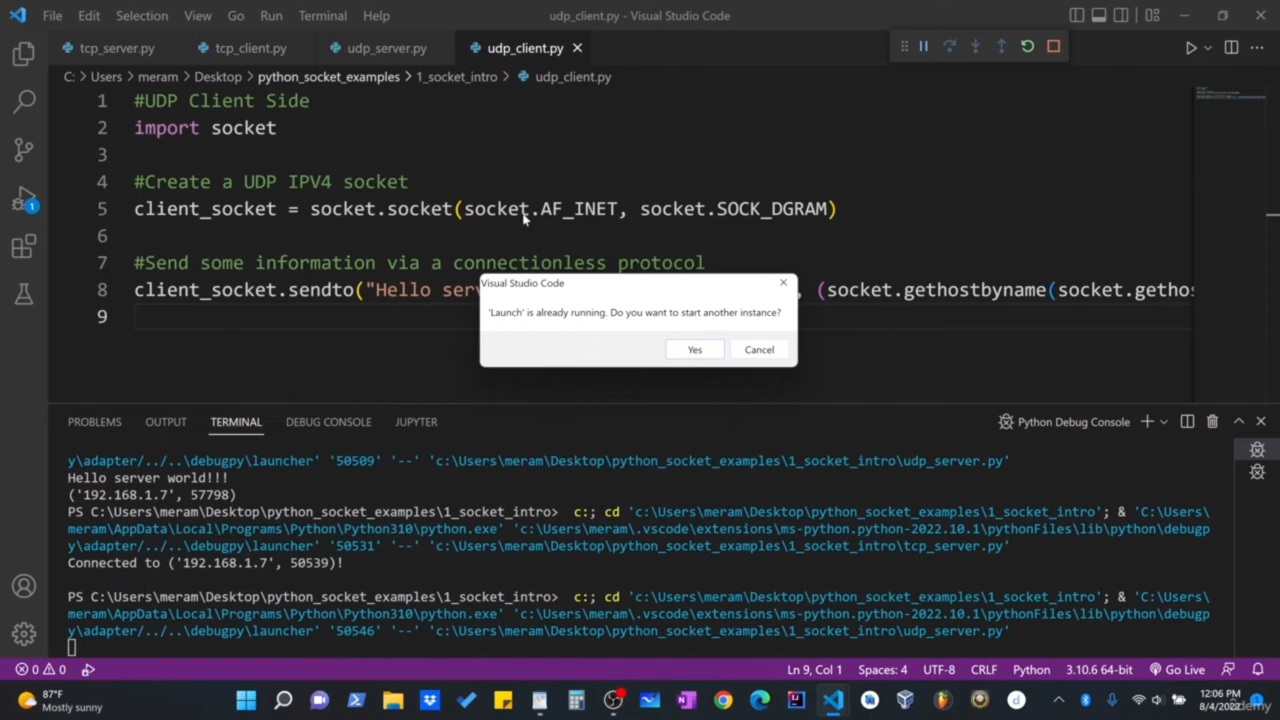 File Edit Selection View Go Run Terminal Help udp_client.py - Visual Studio Code
tcp_server.py tcp_client.py udp_server.py udp_client.py
C: > Users > meram > Desktop > python_socket_examples > 1_socket_intro > udp_client.py
1 #UDP Client Side
2 import socket
3
4 #Create a UDP IPV4 socket
5 client_socket = socket.socket(socket.AF_INET, socket.SOCK_DGRAM)
6
7 #Send some information via a connectionless protocol
8 client_socket.sendto("Hello ser , (socket.gethostbyname(socket.gethos
9
Visual Studio Code
'Launch' is already running. Do you want to start another instance?
Yes Cancel
1
PROBLEMS OUTPUT TERMINAL DEBUG CONSOLE JUPYTER Python Debug Console
y\adapter/../..\debugpy\launcher' '50509' '--' 'c:\Users\meram\Desktop\python_socket_examples\1_socket_intro\udp_server.py'
Hello server world!!!
('192.168.1.7', 57798)
PS C:\Users\meram\Desktop\python_socket_examples\1_socket_intro> c:; cd 'c:\Users\meram\Desktop\python_socket_examples\1_socket_intro'; & 'C:\Users\
meram\AppData\Local\Programs\Python\Python310\python.exe' 'c:\Users\meram\.vscode\extensions\ms-python.python-2022.10.1\pythonFiles\lib\python\debugp
y\adapter/../..\debugpy\launcher' '50531' '--' 'c:\Users\meram\Desktop\python_socket_examples\1_socket_intro\tcp_server.py'
Connected to ('192.168.1.7', 50539)!
PS C:\Users\meram\Desktop\python_socket_examples\1_socket_intro> c:; cd 'c:\Users\meram\Desktop\python_socket_examples\1_socket_intro'; & 'C:\Users\
meram\AppData\Local\Programs\Python\Python310\python.exe' 'c:\Users\meram\.vscode\extensions\ms-python.python-2022.10.1\pythonFiles\lib\python\debugp
y\adapter/../..\debugpy\launcher' '50546' '--' 'c:\Users\meram\Desktop\python_socket_examples\1_socket_intro\udp_server.py'
0 0 Ln 9, Col 1 Spaces: 4 UTF-8 CRLF Python 3.10.6 64-bit Go Live
87°F
Mostly sunny
12:06 PM
8/4/2022